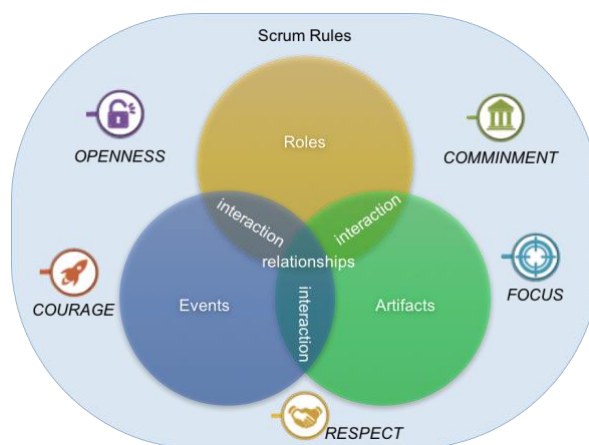 Scrum Rules
OPENNESS
Roles
COMMINMENT
interaction
interaction
relationships
COURAGE
Events
interaction
Artifacts
FOCUS
RESPECT